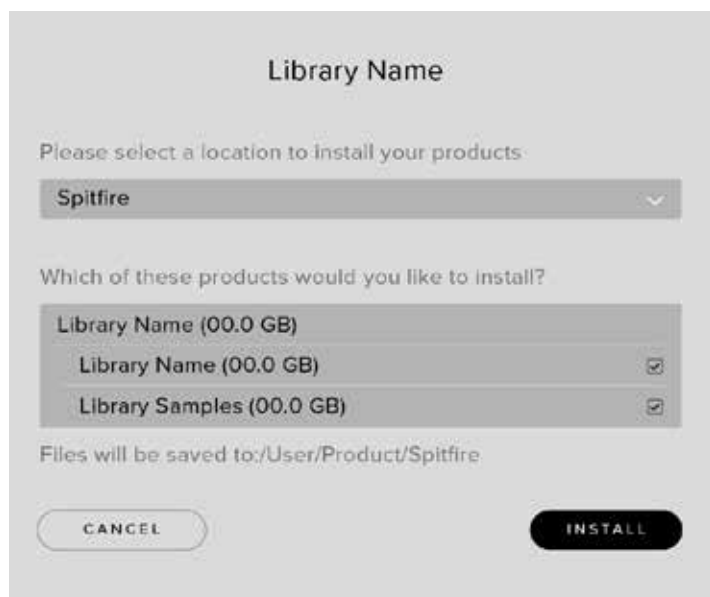 Library Name
Please select a location to install your products
Spitfire
Which of these products would you like to install?
Library Name (00.0 GB)
Library Name (00.0 GB)
Library Samples (00.0 GB)
Files will be saved to:/User/Product/Spitfire
CANCEL
INSTALL